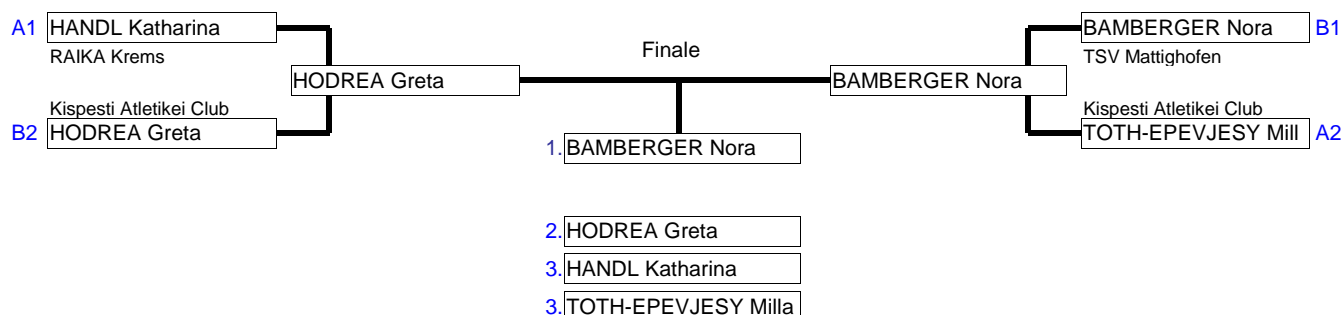 A1 HANDL Katharina
RAIKA Krems
HODREA Greta
Kispesti Atletikei Club
B2 HODREA Greta
Finale
BAMBERGER Nora B1
TSV Mattighofen
BAMBERGER Nora
Kispesti Atletikei Club
TOTH-EPEVJESY Mill A2
1. BAMBERGER Nora
2. HODREA Greta
3. HANDL Katharina
3. TOTH-EPEVJESY Milla